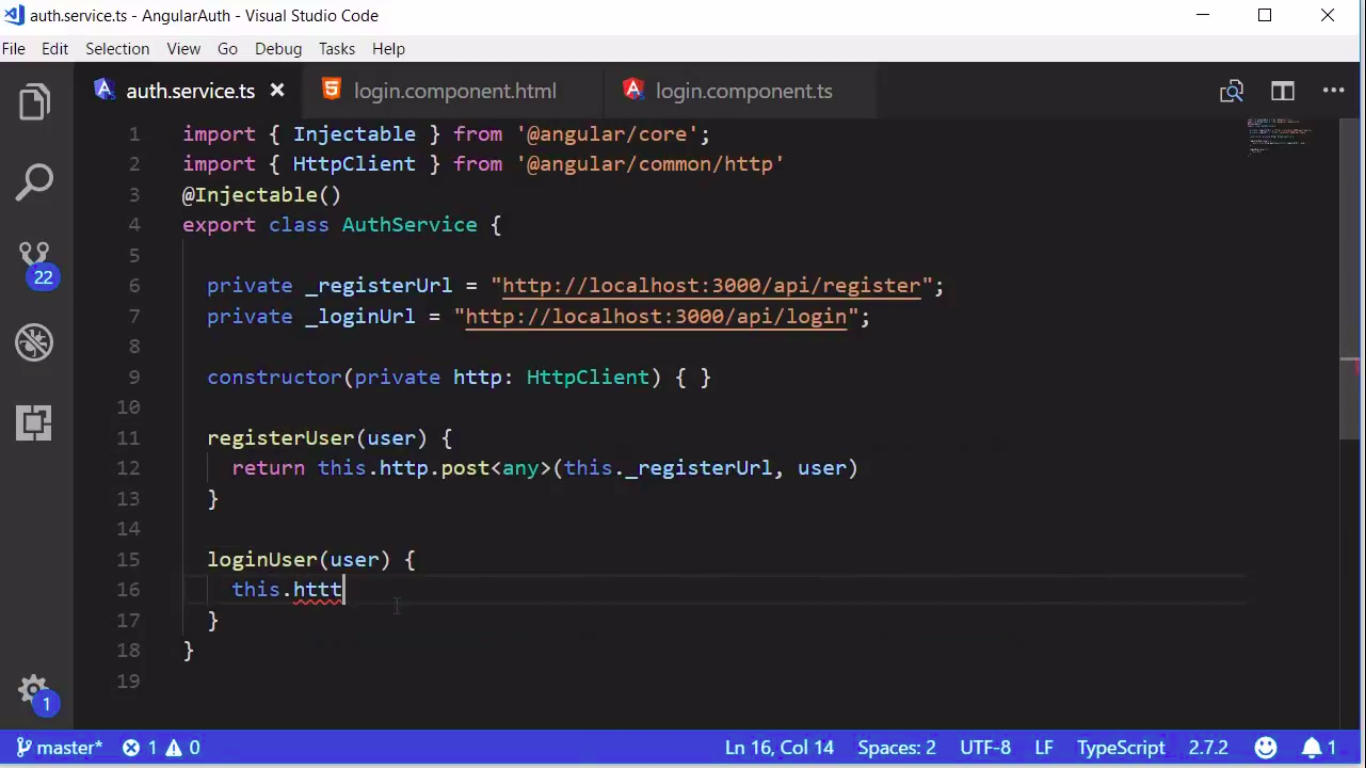 auth.service.ts - AngularAuth - Visual Studio Code
File Edit Selection View Go Debug Tasks Help
auth.service.ts login.component.html login.component.ts
1 import { Injectable } from '@angular/core';
2 import { HttpClient } from '@angular/common/http'
3 @Injectable()
4 export class AuthService {
5
6 private _registerUrl = "http://localhost:3000/api/register";
7 private _loginUrl = "http://localhost:3000/api/login";
8
9 constructor(private http: HttpClient) { }
10
11 registerUser(user) {
12 return this.http.post<any>(this._registerUrl, user)
13 }
14
15 loginUser(user) {
16 this.httt
17 }
18 }
19
22
1
master* 1 0 Ln 16, Col 14 Spaces: 2 UTF-8 LF TypeScript 2.7.2 1